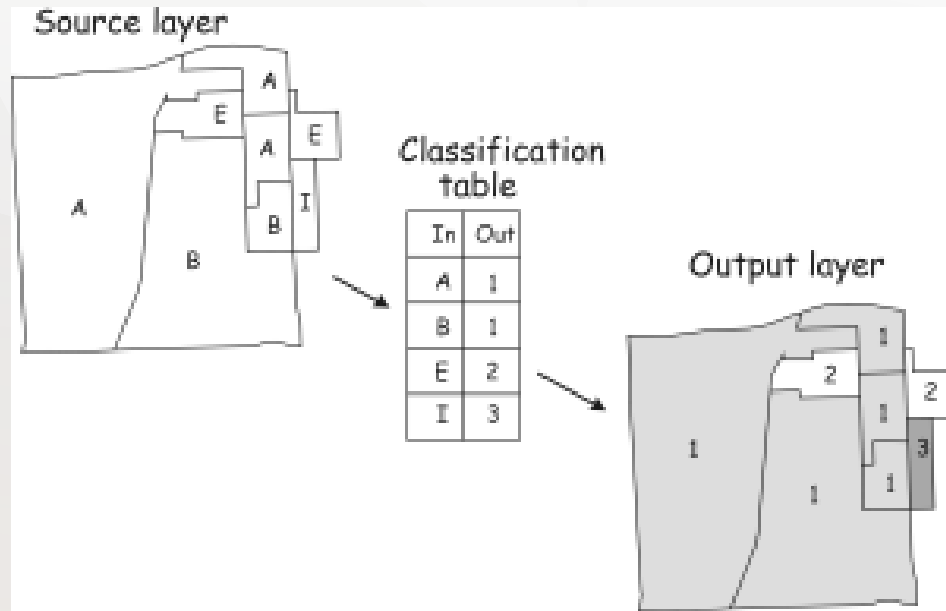 Source layer
A
E
E
A
A
I
B
B
Classification
table
In Out
A 1
B 1
E 2
I 3
Output layer
1
2
2
1
1
3
1
1